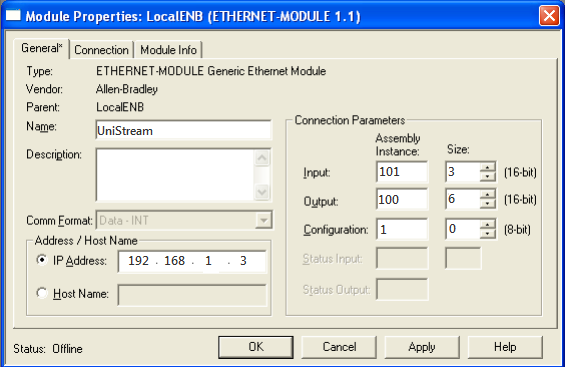 Module Properties: LocalENB (ETHERNET-MODULE 1.1)
General* Connection Module Info
Type: ETHERNET-MODULE Generic Ethernet Module
Vendor: Allen-Bradley
Parent: LocalENB
Name: UniStream
Description:
Comm Format: Data - INT
Address / Host Name
IP Address: 192 . 168 . 1 . 3
Host Name:
Connection Parameters
Assembly
Instance: Size:
Input: 101 3 (16-bit)
Output: 100 6 (16-bit)
Configuration: 1 0 (8-bit)
Status Input:
Status Output:
Status: Offline OK Cancel Apply Help